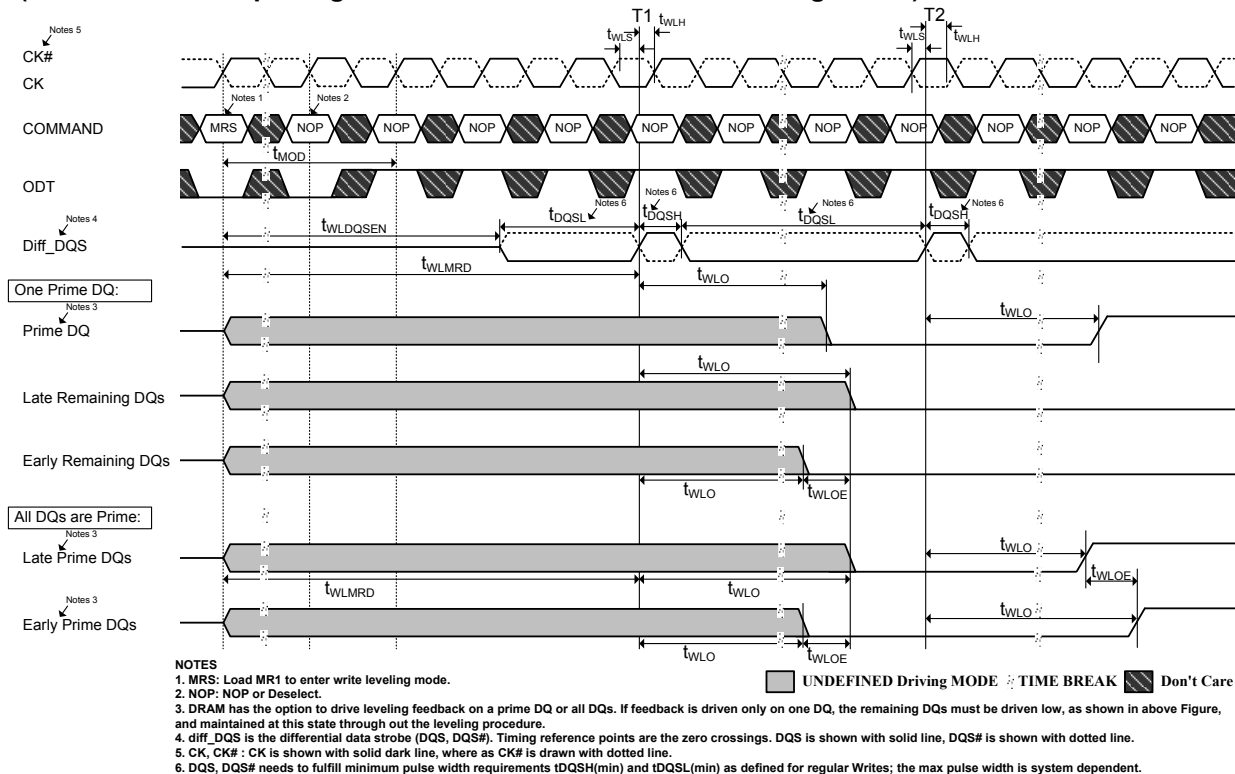 T1
T2
tWLS
tWLH
tWLS
tWLH
Notes 5
CK#
CK
Notes 1
Notes 2
COMMAND
MRS
NOP
NOP
NOP
NOP
NOP
NOP
NOP
NOP
NOP
NOP
NOP
tMOD
ODT
Notes 4
Diff_DQS
tWLDQSEN
tDQSL Notes 6
tDQSH Notes 6
tDQSL Notes 6
tDQSH Notes 6
tWLMRD
tWLO
One Prime DQ:
Notes 3
Prime DQ
tWLO
tWLO
Late Remaining DQs
Early Remaining DQs
tWLO
tWLOE
All DQs are Prime:
Notes 3
Late Prime DQs
tWLO
tWLOE
tWLMRD
tWLO
Notes 3
Early Prime DQs
tWLO
tWLO
tWLOE
NOTES
1. MRS: Load MR1 to enter write leveling mode.
2. NOP: NOP or Deselect.
3. DRAM has the option to drive leveling feedback on a prime DQ or all DQs. If feedback is driven only on one DQ, the remaining DQs must be driven low, as shown in above Figure,
and maintained at this state through out the leveling procedure.
4. diff_DQS is the differential data strobe (DQS, DQS#). Timing reference points are the zero crossings. DQS is shown with solid line, DQS# is shown with dotted line.
5. CK, CK# : CK is shown with solid dark line, where as CK# is drawn with dotted line.
6. DQS, DQS# needs to fulfill minimum pulse width requirements tDQSH(min) and tDQSL(min) as defined for regular Writes; the max pulse width is system dependent.
UNDEFINED Driving MODE
TIME BREAK
Don't Care